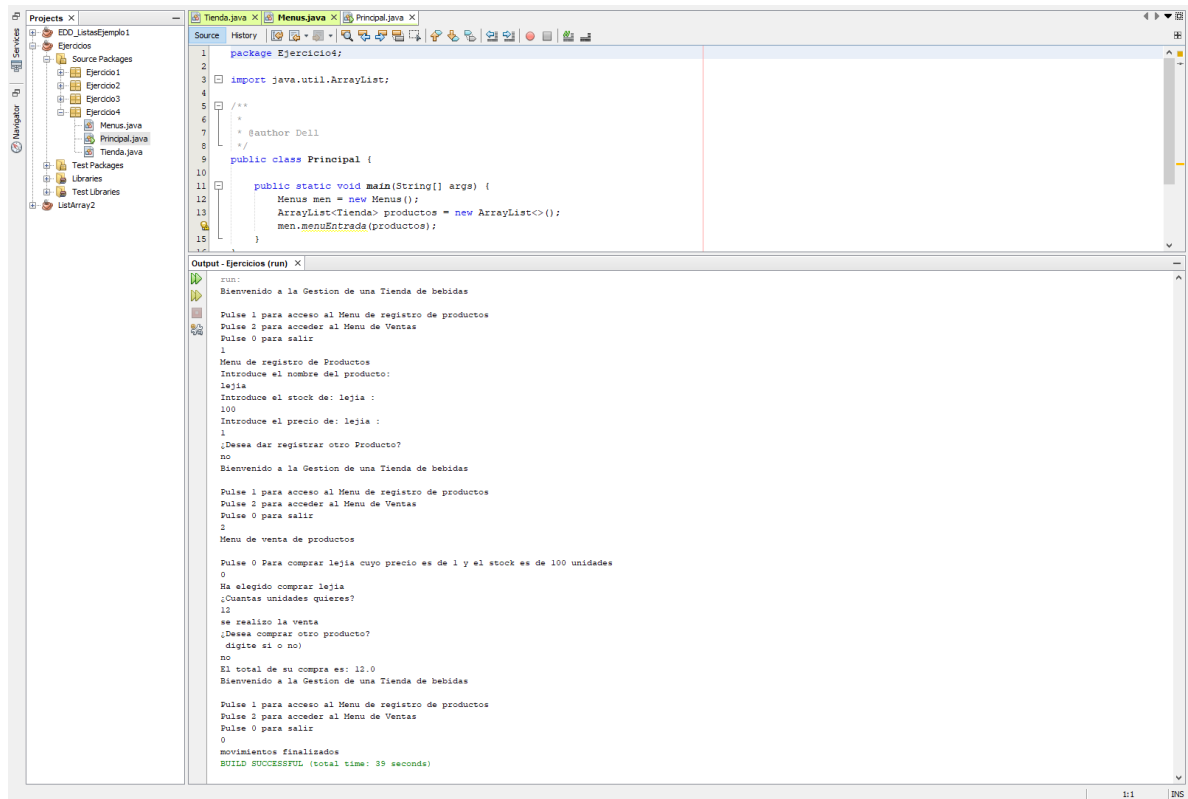 Projects
EDD_ListasEjemplo1
Ejercicios
Source Packages
Ejercicio1
Ejercicio2
Ejercicio3
Ejercicio4
Menus.java
Principal.java
Tienda.java
Test Packages
Libraries
Test Libraries
ListArray2
Services
Navigator
Tienda.java Menus.java Principal.java
Source History
1 package Ejercicio4;
2
3 import java.util.ArrayList;
4
5 /**
6 *
7 * @author Dell
8 */
9 public class Principal {
10
11 public static void main(String[] args) {
12 Menus men = new Menus();
13 ArrayList<Tienda> productos = new ArrayList<>();
men.menuEntrada(productos);
15 }
Output - Ejercicios (run)
run:
Bienvenido a la Gestion de una Tienda de bebidas
Pulse 1 para acceso al Menu de registro de productos
Pulse 2 para acceder al Menu de Ventas
Pulse 0 para salir
1
Menu de registro de Productos
Introduce el nombre del producto:
lejia
Introduce el stock de: lejia :
100
Introduce el precio de: lejia :
1
¿Desea dar registrar otro Producto?
no
Bienvenido a la Gestion de una Tienda de bebidas
Pulse 1 para acceso al Menu de registro de productos
Pulse 2 para acceder al Menu de Ventas
Pulse 0 para salir
2
Menu de venta de productos
Pulse 0 Para comprar lejia cuyo precio es de 1 y el stock es de 100 unidades
0
Ha elegido comprar lejia
¿Cuantas unidades quieres?
12
se realizo la venta
¿Desea comprar otro producto?
digite si o no)
no
El total de su compra es: 12.0
Bienvenido a la Gestion de una Tienda de bebidas
Pulse 1 para acceso al Menu de registro de productos
Pulse 2 para acceder al Menu de Ventas
Pulse 0 para salir
0
movimientos finalizados
BUILD SUCCESSFUL (total time: 39 seconds)
1:1 INS